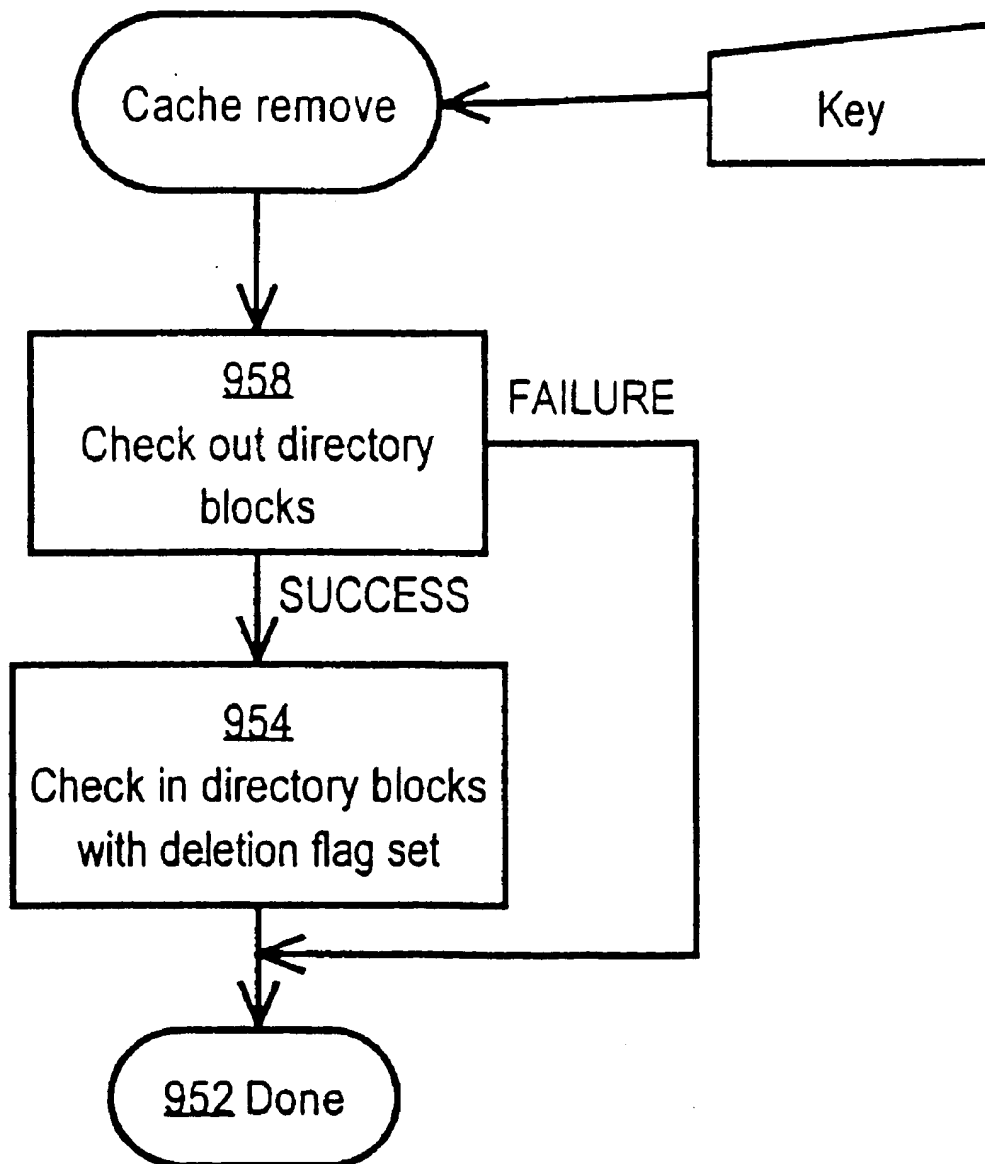 Cache remove
Key
958
Check out directory
blocks
FAILURE
SUCCESS
954
Check in directory blocks
with deletion flag set
952 Done